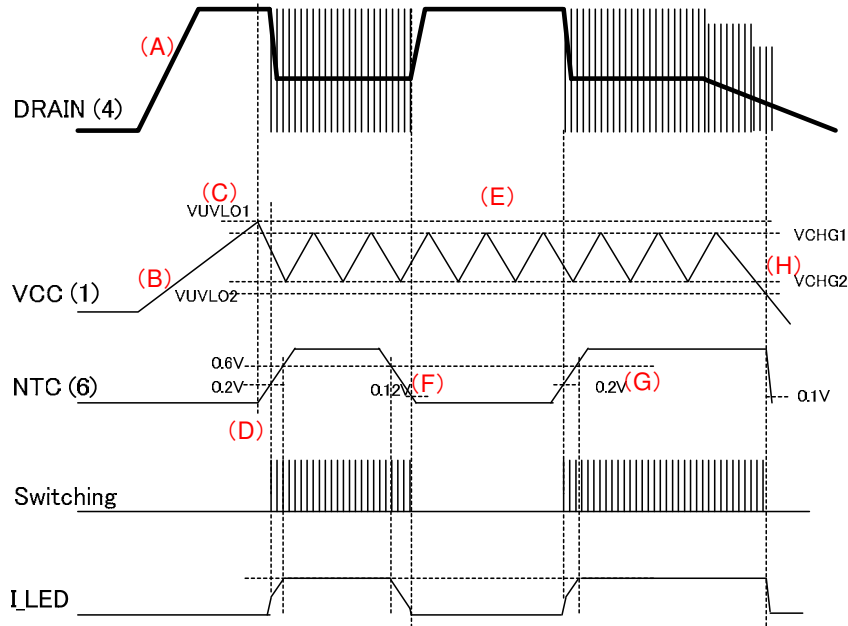 (A)
DRAIN (4)
(C)
VUVLO1
(E)
VCHG1
(B)
(H)
VCHG2
VCC (1)
VUVLO2
0.6V
NTC (6)
0.2V
0.12V
(F)
0.2V
(G)
0.1V
(D)
Switching
I_LED